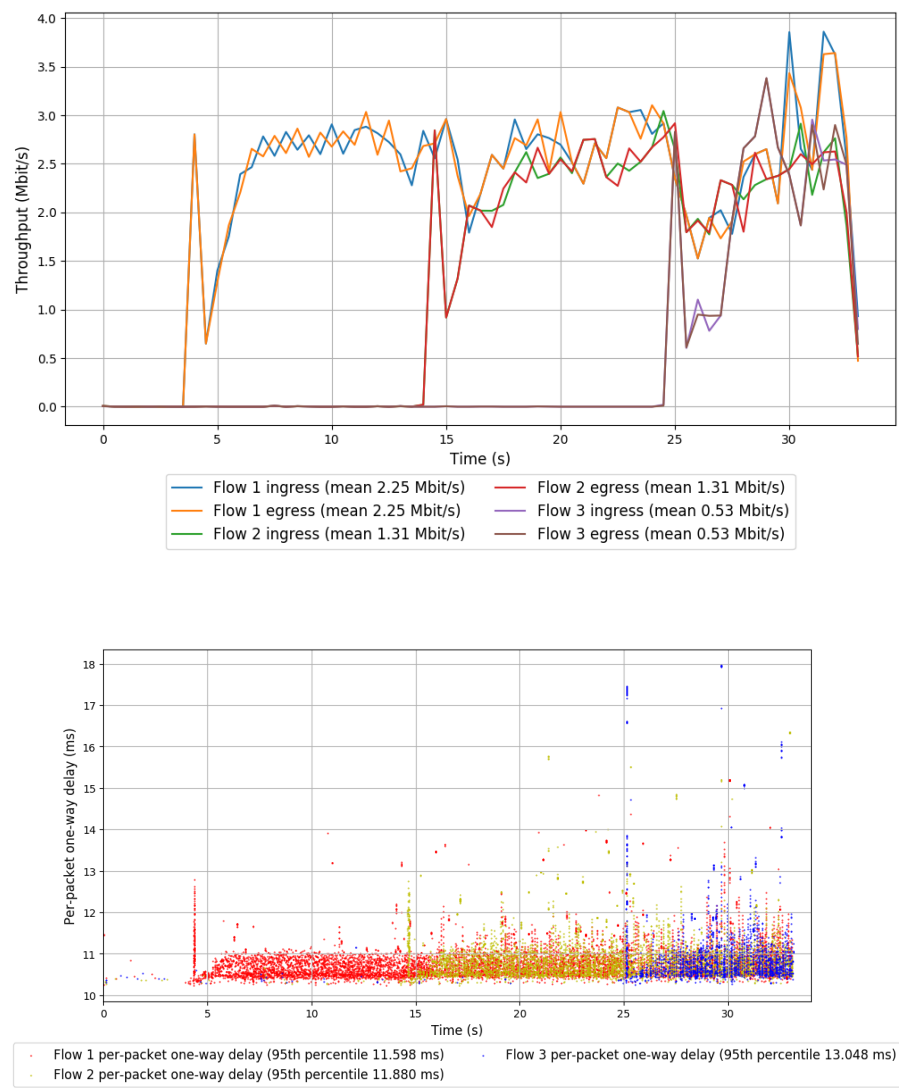 4.0
3.5
3.0
2.5
2.0
1.5
1.0
0.5
0.0
Throughput (Mbit/s)
0 5 10 15 20 25 30
Time (s)
Flow 1 ingress (mean 2.25 Mbit/s)
Flow 1 egress (mean 2.25 Mbit/s)
Flow 2 ingress (mean 1.31 Mbit/s)
Flow 2 egress (mean 1.31 Mbit/s)
Flow 3 ingress (mean 0.53 Mbit/s)
Flow 3 egress (mean 0.53 Mbit/s)
18
17
16
15
14
13
12
11
10
Per-packet one-way delay (ms)
0 5 10 15 20 25 30
Time (s)
Flow 1 per-packet one-way delay (95th percentile 11.598 ms)
Flow 2 per-packet one-way delay (95th percentile 11.880 ms)
Flow 3 per-packet one-way delay (95th percentile 13.048 ms)